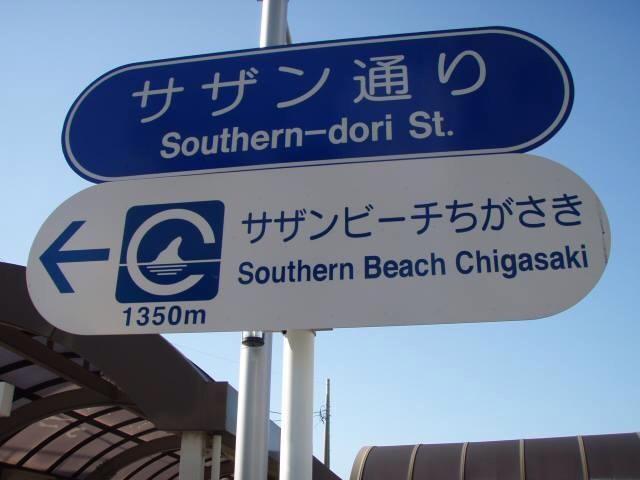 サザン通り
Southern-dori St.
サザンビーチちがさき
Southern Beach Chigasaki
1350m